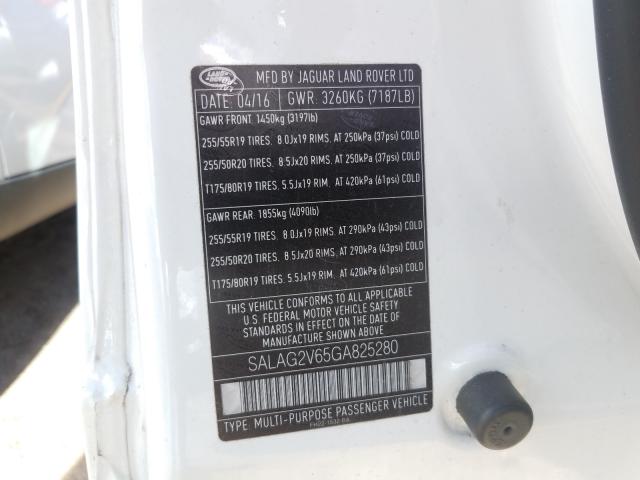 LAND ROVER
MFD BY JAGUAR LAND ROVER LTD
DATE: 04/16 GWR: 3260KG (7187LB)
GAWR FRONT: 1450kg (3197lb)
255/55R19 TIRES. 8.0Jx19 RIMS. AT 250kPa (37psi) COLD
255/50R20 TIRES. 8.5Jx20 RIMS. AT 250kPa (37psi) COLD
T175/80R19 TIRES. 5.5Jx19 RIM. AT 420kPa (61psi) COLD
GAWR REAR: 1855kg (4090lb)
255/55R19 TIRES. 8.0Jx19 RIMS. AT 290kPa (43psi) COLD
255/50R20 TIRES. 8.5Jx20 RIMS. AT 290kPa (43psi) COLD
T175/80R19 TIRES. 5.5Jx19 RIM. AT 420kPa (61psi) COLD
THIS VEHICLE CONFORMS TO ALL APPLICABLE
U.S. FEDERAL MOTOR VEHICLE SAFETY
STANDARDS IN EFFECT ON THE DATE OF
MANUFACTURE SHOWN ABOVE
SALAG2V65GA825280
TYPE: MULTI-PURPOSE PASSENGER VEHICLE